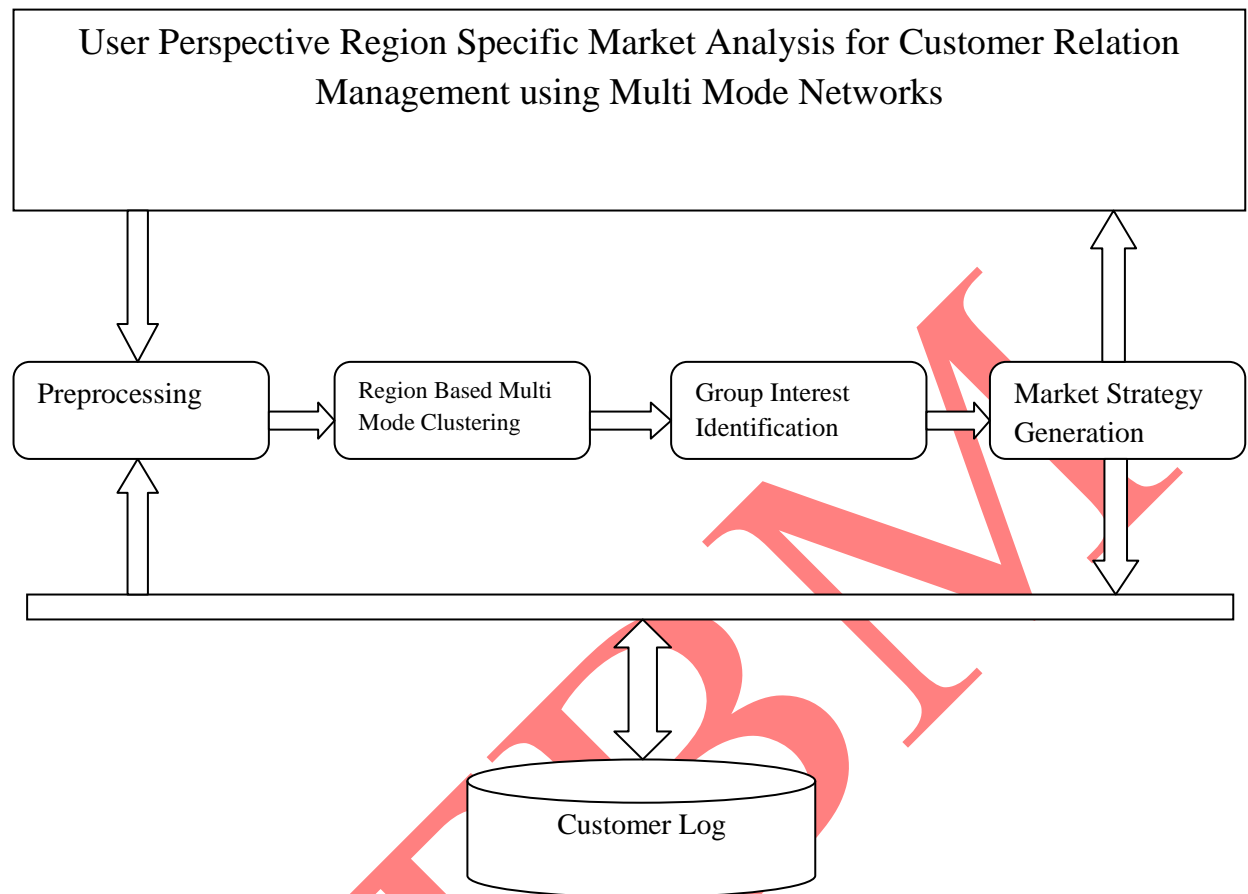 User Perspective Region Specific Market Analysis for Customer Relation
Management using Multi Mode Networks
Preprocessing
Region Based Multi
Mode Clustering
Group Interest
Identification
Market Strategy
Generation
Customer Log